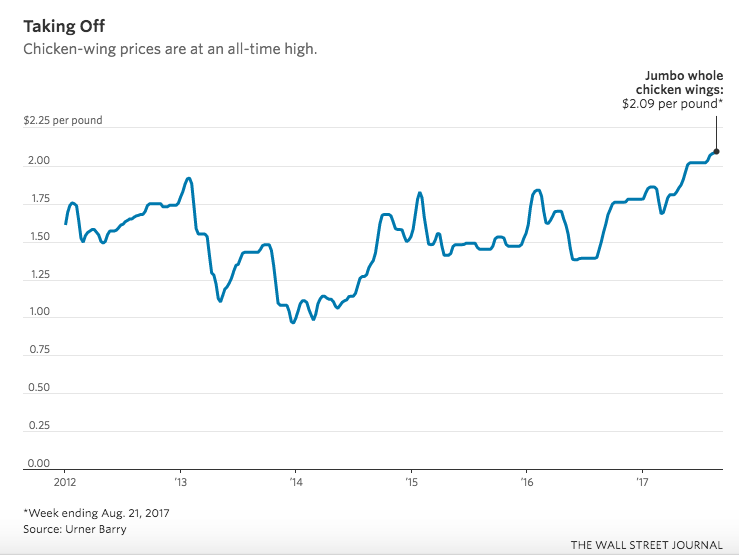 Taking Off
Chicken-wing prices are at an all-time high.
Jumbo whole
chicken wings:
$2.09 per pound*
$2.25 per pound
2.00
1.75
1.50
1.25
1.00
0.75
0.50
0.25
0.00
2012 '13 '14 '15 '16 '17
*Week ending Aug. 21, 2017
Source: Urner Barry
THE WALL STREET JOURNAL